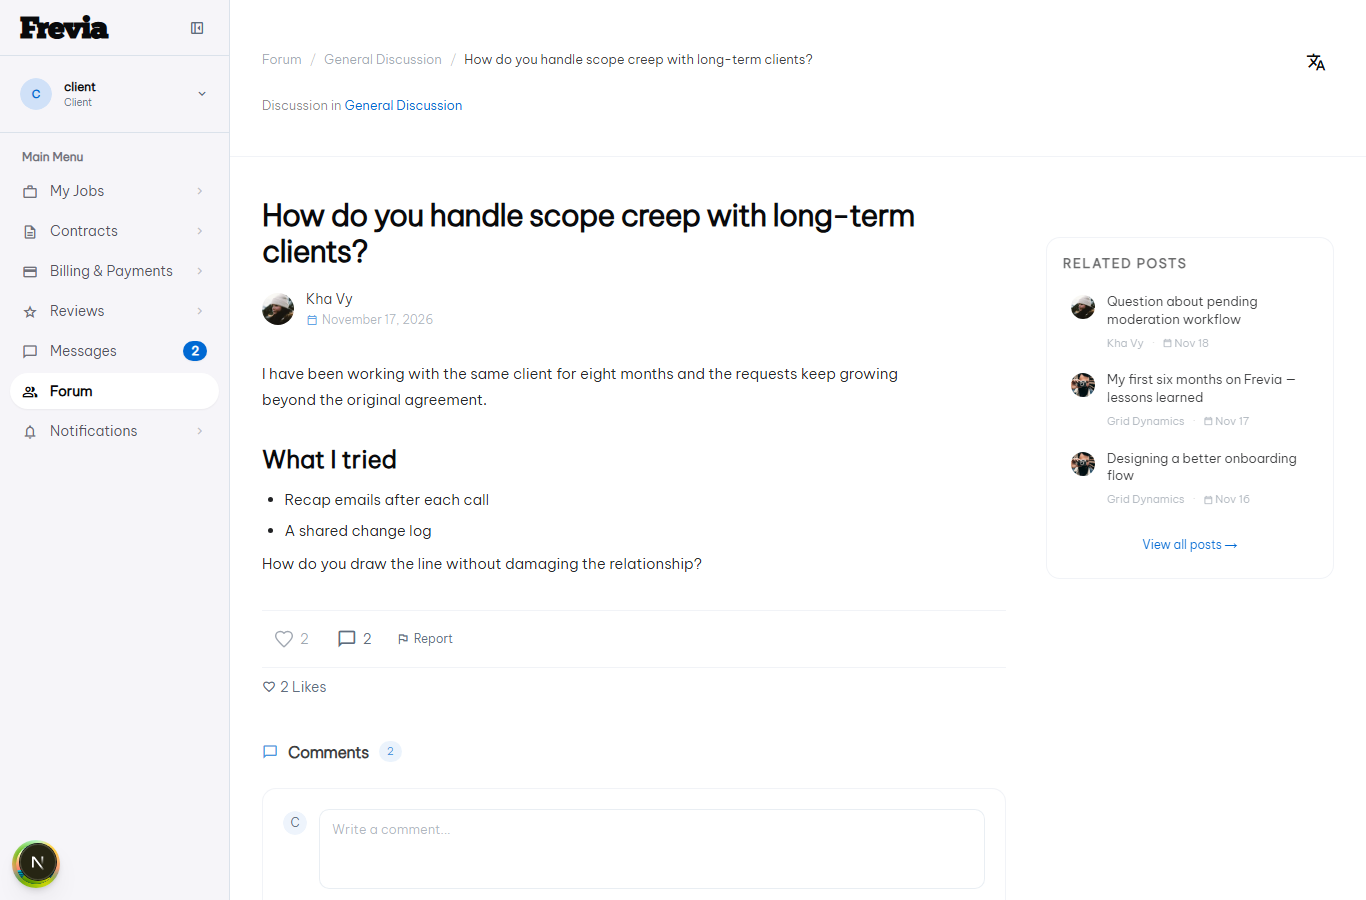 Frevia
C
client
Client
Main Menu
My Jobs
Contracts
Billing & Payments
Reviews
Messages
2
Forum
Notifications
N
Forum / General Discussion / How do you handle scope creep with long-term clients?
Discussion in General Discussion
How do you handle scope creep with long-term
clients?
Kha Vy
November 17, 2026
I have been working with the same client for eight months and the requests keep growing
beyond the original agreement.
What I tried
• Recap emails after each call
• A shared change log
How do you draw the line without damaging the relationship?
2
2
Report
2 Likes
Comments 2
C
Write a comment...
RELATED POSTS
Question about pending
moderation workflow
Kha Vy · Nov 18
My first six months on Frevia —
lessons learned
Grid Dynamics · Nov 17
Designing a better onboarding
flow
Grid Dynamics · Nov 16
View all posts →